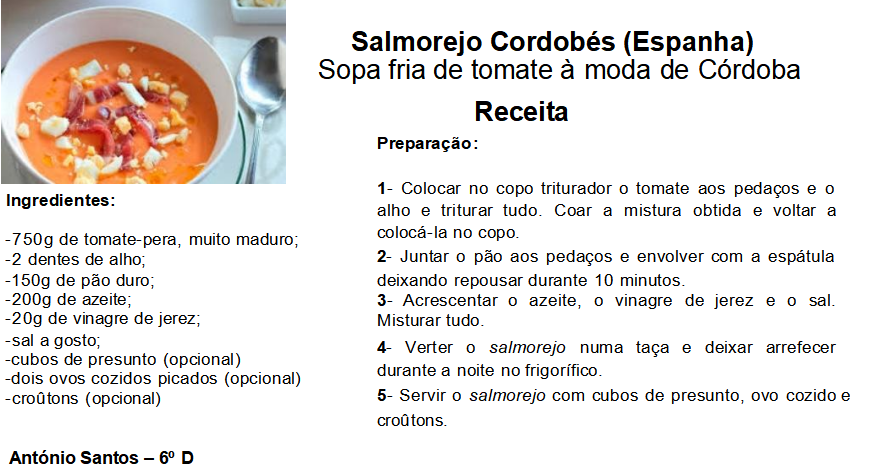 Salmorejo Cordobés (Espanha)
Sopa fria de tomate à moda de Córdoba
Receita
Ingredientes:
-750g de tomate-pera, muito maduro;
-2 dentes de alho;
-150g de pão duro;
-200g de azeite;
-20g de vinagre de jerez;
-sal a gosto;
-cubos de presunto (opcional)
-dois ovos cozidos picados (opcional)
-croûtons (opcional)
Preparação:
1- Colocar no copo triturador o tomate aos pedaços e o
alho e triturar tudo. Coar a mistura obtida e voltar a
colocá-la no copo.
2- Juntar o pão aos pedaços e envolver com a espátula
deixando repousar durante 10 minutos.
3- Acrescentar o azeite, o vinagre de jerez e o sal.
Misturar tudo.
4- Verter o salmorejo numa taça e deixar arrefecer
durante a noite no frigorífico.
5- Servir o salmorejo com cubos de presunto, ovo cozido e
croûtons.
António Santos – 6º D